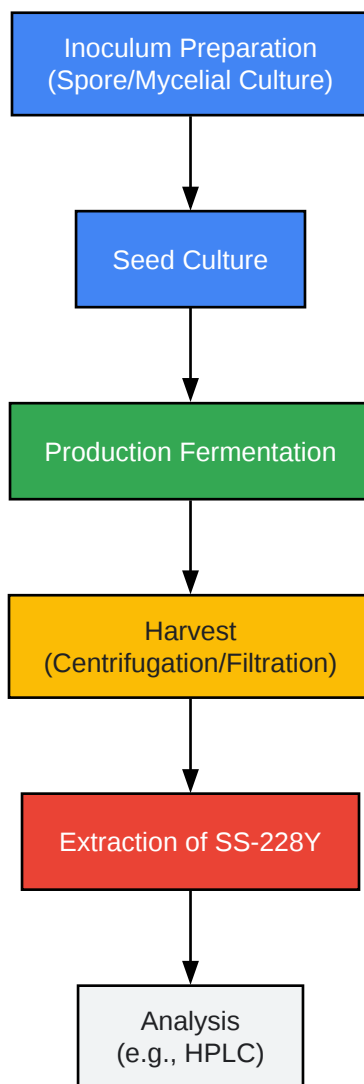 Inoculum Preparation
(Spore/Mycelial Culture)
Seed Culture
Production Fermentation
Harvest
(Centrifugation/Filtration)
Extraction of SS-228Y
Analysis
(e.g., HPLC)